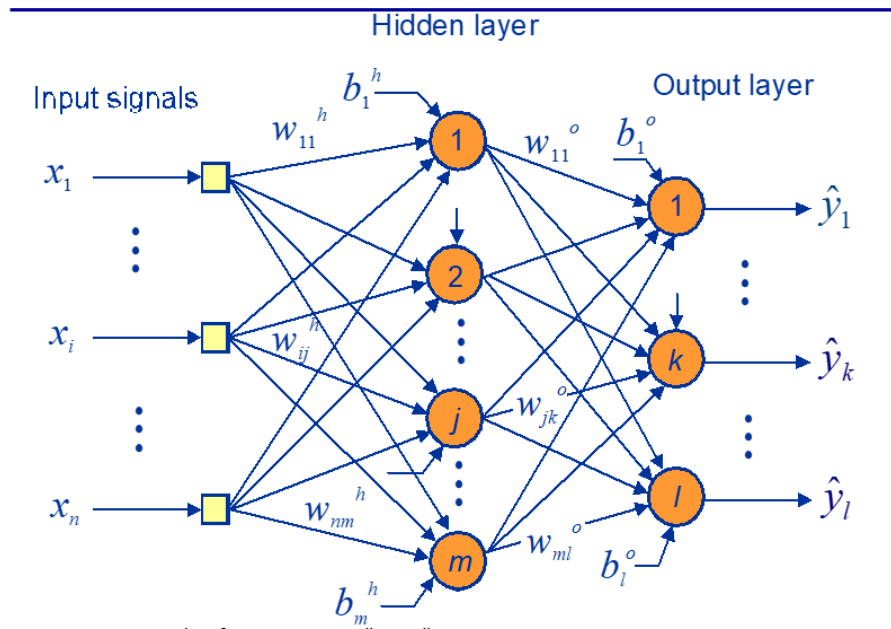 Hidden layer
Input signals
Output layer
b₁ʰ
w₁₁ʰ
1
w₁₁ᵒ
b₁ᵒ
x₁
1
ŷ₁
2
xᵢ
wᵢⱼʰ
k
ŷₖ
j
wⱼₖᵒ
xₙ
wₙₘʰ
l
ŷₗ
m
wₘₗᵒ
bₗᵒ
bₘʰ